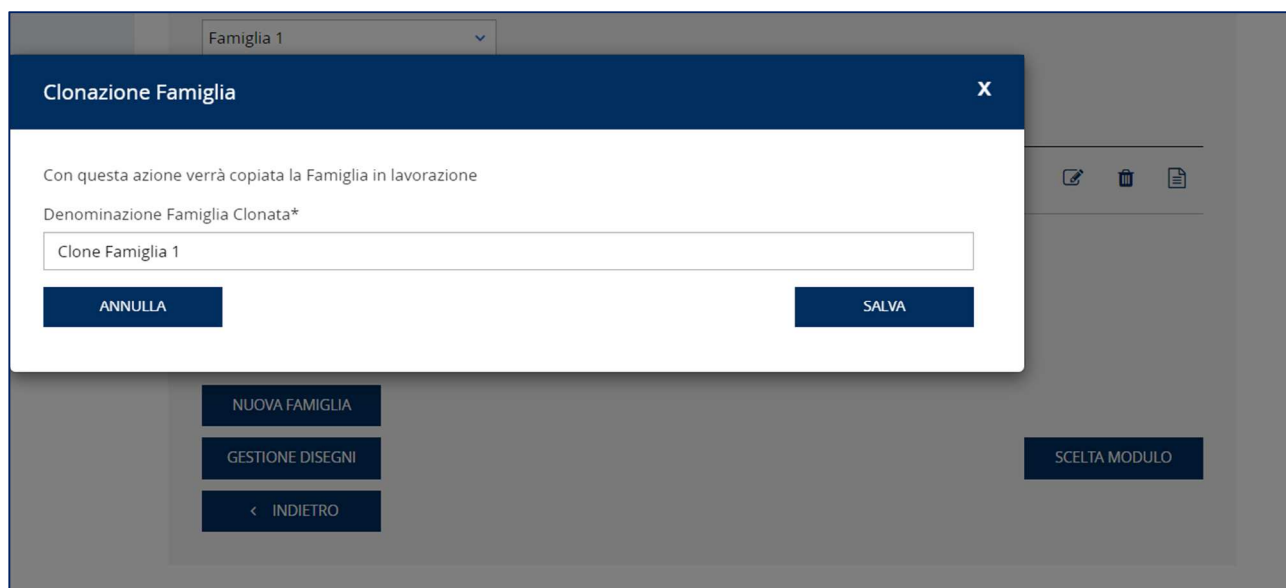 Famiglia 1
Clonazione Famiglia
X
Con questa azione verrà copiata la Famiglia in lavorazione
Denominazione Famiglia Clonata*
Clone Famiglia 1
ANNULLA
SALVA
NUOVA FAMIGLIA
GESTIONE DISEGNI
SCELTA MODULO
< INDIETRO